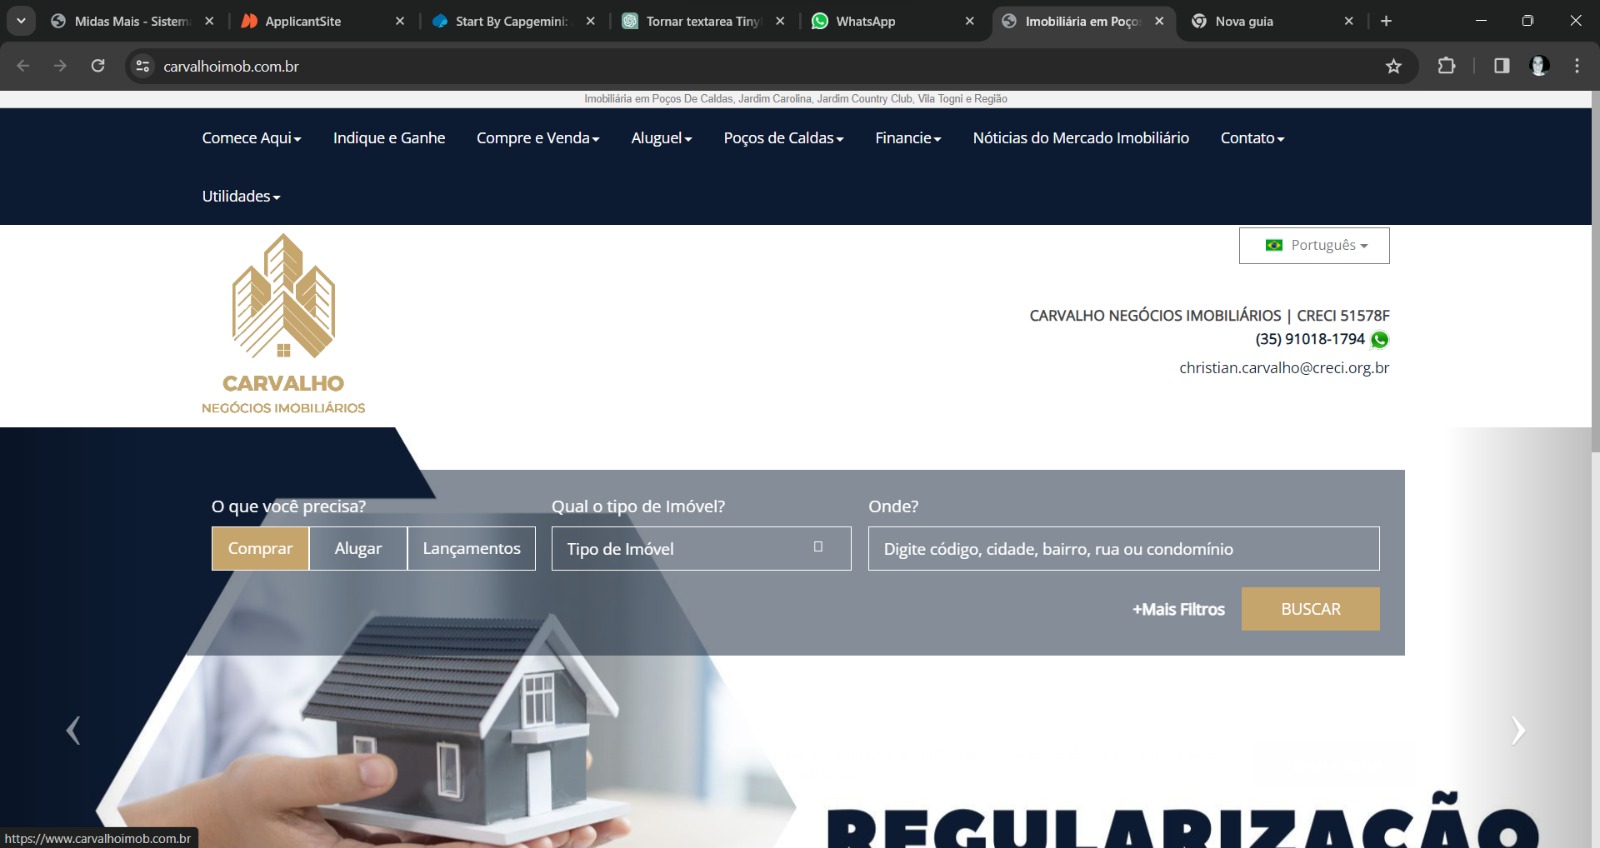 Midas Mais - Sistema
ApplicantSite
Start By Capgemini:
Tornar textarea Tiny
WhatsApp
Imobiliária em Poços
Nova guia
carvalhoimob.com.br
Imobiliária em Poços De Caldas, Jardim Carolina, Jardim Country Club, Vila Togni e Região
Comece Aqui Indique e Ganhe Compre e Venda Aluguel Poços de Caldas Financie Nóticias do Mercado Imobiliário Contato
Utilidades
Português
CARVALHO
NEGÓCIOS IMOBILIÁRIOS
CARVALHO NEGÓCIOS IMOBILIÁRIOS | CRECI 51578F
(35) 91018-1794
christian.carvalho@creci.org.br
O que você precisa? Qual o tipo de Imóvel? Onde?
Comprar Alugar Lançamentos Tipo de Imóvel Digite código, cidade, bairro, rua ou condomínio
+Mais Filtros BUSCAR
REGULARIZAÇÃO
https://www.carvalhoimob.com.br